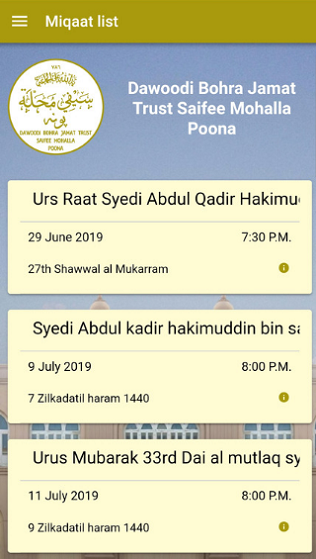 Miqaat list
٧٨٦
سيفي محلة
پونه
DAWOODI BOHRA JAMAT TRUST
SAIFEE MOHALLA
POONA
Dawoodi Bohra Jamat
Trust Saifee Mohalla
Poona
Urs Raat Syedi Abdul Qadir Hakimu
29 June 2019 7:30 P.M.
27th Shawwal al Mukarram
Syedi Abdul kadir hakimuddin bin sa
9 July 2019 8:00 P.M.
7 Zilkadatil haram 1440
Urus Mubarak 33rd Dai al mutlaq sy
11 July 2019 8:00 P.M.
9 Zilkadatil haram 1440